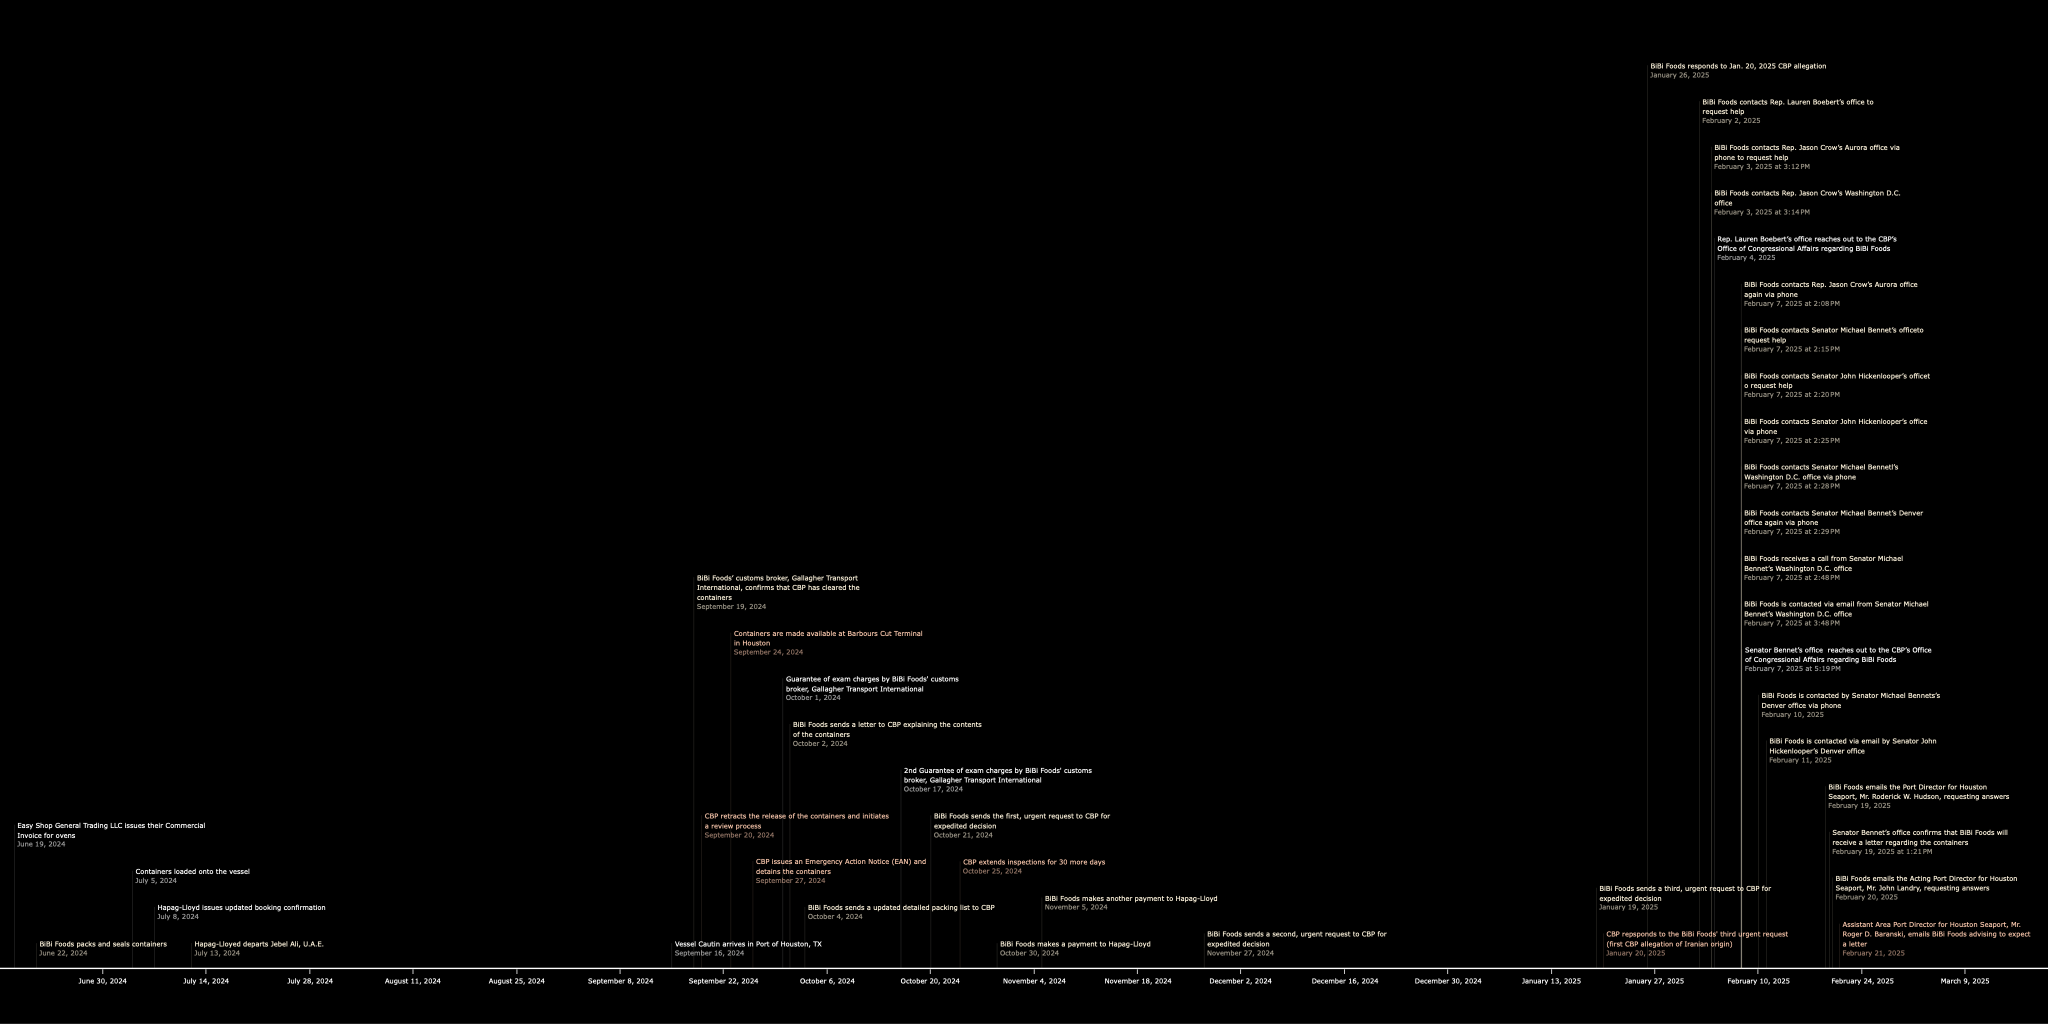 BiBi Foods responds to Jan. 20, 2025 CBP allegation
January 26, 2025
BiBi Foods contacts Rep. Lauren Boebert's office to
request help
February 2, 2025
BiBi Foods contacts Rep. Jason Crow's Aurora office via
phone to request help
February 3, 2025 at 3:12 PM
BiBi Foods contacts Rep. Jason Crow's Washington D.C.
office
February 3, 2025 at 3:14 PM
Rep. Lauren Boebert's office reaches out to the CBP's
Office of Congressional Affairs regarding BiBi Foods
February 4, 2025
BiBi Foods contacts Rep. Jason Crow's Aurora office
again via phone
February 7, 2025 at 2:08 PM
BiBi Foods contacts Senator Michael Bennet's officeto
request help
February 7, 2025 at 2:15 PM
BiBi Foods contacts Senator John Hickenlooper's officet
o request help
February 7, 2025 at 2:20 PM
BiBi Foods contacts Senator John Hickenlooper's office
via phone
February 7, 2025 at 2:25 PM
BiBi Foods contacts Senator Michael Bennetl's
Washington D.C. office via phone
February 7, 2025 at 2:28 PM
BiBi Foods contacts Senator Michael Bennet's Denver
office again via phone
February 7, 2025 at 2:29 PM
BiBi Foods receives a call from Senator Michael
Bennet's Washington D.C. office
February 7, 2025 at 2:48 PM
BiBi Foods is contacted via email from Senator Michael
Bennet's Washington D.C. office
February 7, 2025 at 3:48 PM
Senator Bennet's office  reaches out to the CBP's Office
of Congressional Affairs regarding BiBi Foods
February 7, 2025 at 5:19 PM
BiBi Foods is contacted by Senator Michael Bennets's
Denver office via phone
February 10, 2025
BiBi Foods is contacted via email by Senator John
Hickenlooper's Denver office
February 11, 2025
BiBi Foods emails the Port Director for Houston
Seaport, Mr. Roderick W. Hudson, requesting answers
February 19, 2025
Senator Bennet's office confirms that BiBi Foods will
receive a letter regarding the containers
February 19, 2025 at 1:21 PM
BiBi Foods emails the Acting Port Director for Houston
Seaport, Mr. John Landry, requesting answers
February 20, 2025
Assistant Area Port Director for Houston Seaport, Mr.
Roger D. Baranski, emails BiBi Foods advising to expect
a letter
February 21, 2025
BiBi Foods sends a third, urgent request to CBP for
expedited decision
January 19, 2025
CBP repsponds to the BiBi Foods' third urgent request
(first CBP allegation of Iranian origin)
January 20, 2025
BiBi Foods' customs broker, Gallagher Transport
International, confirms that CBP has cleared the
containers
September 19, 2024
Containers are made available at Barbours Cut Terminal
in Houston
September 24, 2024
Guarantee of exam charges by BiBi Foods' customs
broker, Gallagher Transport International
October 1, 2024
BiBi Foods sends a letter to CBP explaining the contents
of the containers
October 2, 2024
2nd Guarantee of exam charges by BiBi Foods' customs
broker, Gallagher Transport International
October 17, 2024
CBP retracts the release of the containers and initiates
a review process
September 20, 2024
BiBi Foods sends the first, urgent request to CBP for
expedited decision
October 21, 2024
CBP issues an Emergency Action Notice (EAN) and
detains the containers
September 27, 2024
CBP extends inspections for 30 more days
October 25, 2024
BiBi Foods sends a updated detailed packing list to CBP
October 4, 2024
BiBi Foods makes another payment to Hapag-Lloyd
November 5, 2024
Vessel Cautin arrives in Port of Houston, TX
September 16, 2024
BiBi Foods makes a payment to Hapag-Lloyd
October 30, 2024
BiBi Foods sends a second, urgent request to CBP for
expedited decision
November 27, 2024
Easy Shop General Trading LLC issues their Commercial
Invoice for ovens
June 19, 2024
Containers loaded onto the vessel
July 5, 2024
Hapag-Lloyd issues updated booking confirmation
July 8, 2024
BiBi Foods packs and seals containers
June 22, 2024
Hapag-Lloyed departs Jebel Ali, U.A.E.
July 13, 2024
June 30, 2024
July 14, 2024
July 28, 2024
August 11, 2024
August 25, 2024
September 8, 2024
September 22, 2024
October 6, 2024
October 20, 2024
November 4, 2024
November 18, 2024
December 2, 2024
December 16, 2024
December 30, 2024
January 13, 2025
January 27, 2025
February 10, 2025
February 24, 2025
March 9, 2025